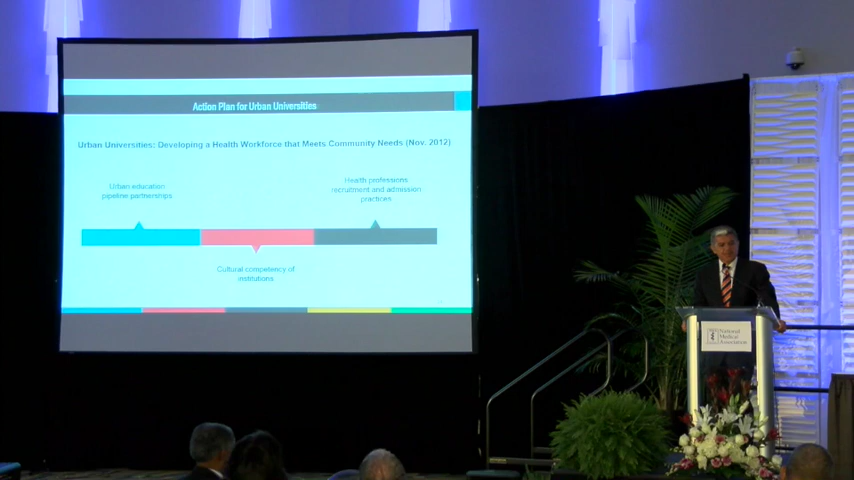 Action Plan for Urban Universities
Urban Universities: Developing a Health Workforce that Meets Community Needs (Nov. 2012)
Urban education
pipeline partnerships
Health professions
recruitment and admission
practices
Cultural competency of
institutions
National
Medical
Association